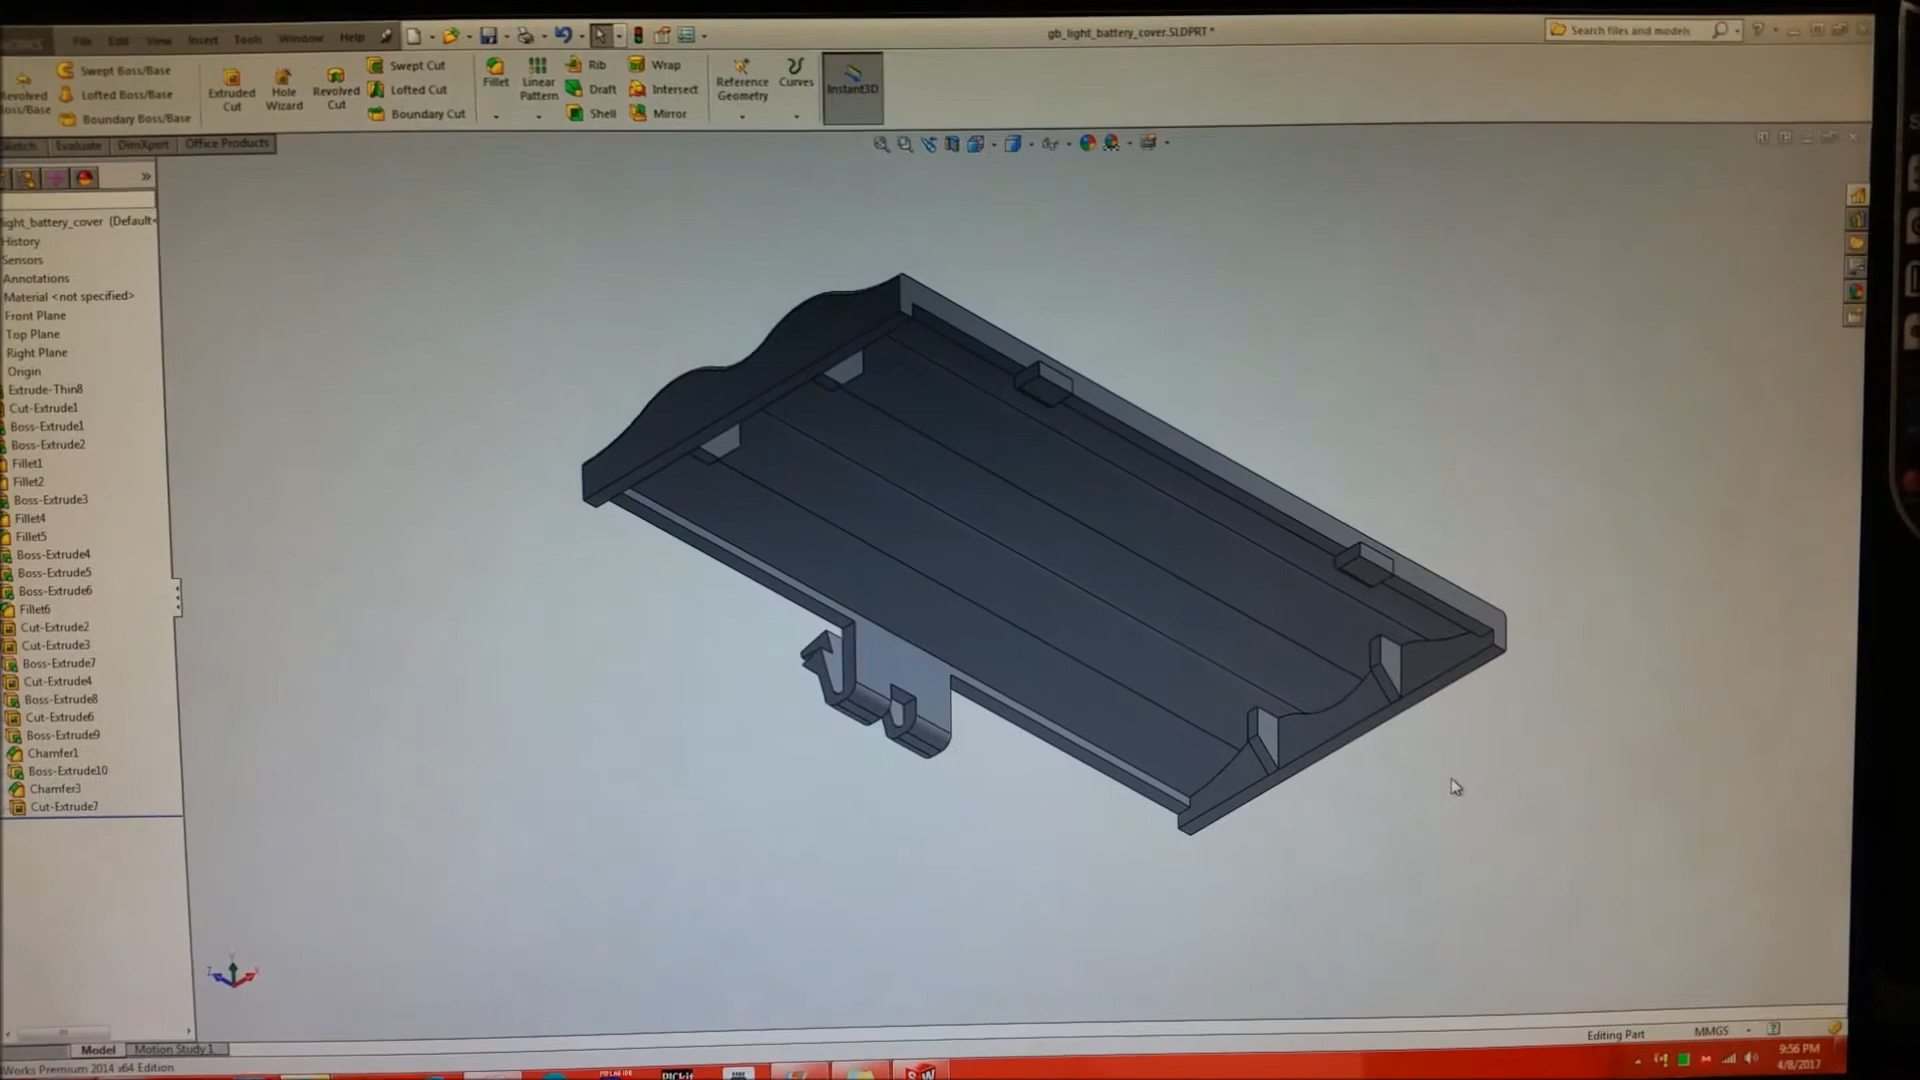 File Edit View Insert Tools Window Help
gb_light_battery_cover.SLDPRT *
Search files and models
Swept Boss/Base
Lofted Boss/Base
Boundary Boss/Base
Extruded Cut
Hole Wizard
Revolved Cut
Swept Cut
Lofted Cut
Boundary Cut
Fillet
Linear Pattern
Rib
Draft
Shell
Wrap
Intersect
Mirror
Reference Geometry
Curves
Instant3D
Evaluate DimXpert Office Products
ight_battery_cover (Default<
History
Sensors
Annotations
Material <not specified>
Front Plane
Top Plane
Right Plane
Origin
Extrude-Thin8
Cut-Extrude1
Boss-Extrude1
Boss-Extrude2
Fillet1
Fillet2
Boss-Extrude3
Fillet4
Fillet5
Boss-Extrude4
Boss-Extrude5
Boss-Extrude6
Fillet6
Cut-Extrude2
Cut-Extrude3
Boss-Extrude7
Cut-Extrude4
Boss-Extrude8
Cut-Extrude6
Boss-Extrude9
Chamfer1
Boss-Extrude10
Chamfer3
Cut-Extrude7
Y
Z X
Model Motion Study 1
Works Premium 2014 x64 Edition
Editing Part MMGS
9:56 PM
4/8/2017